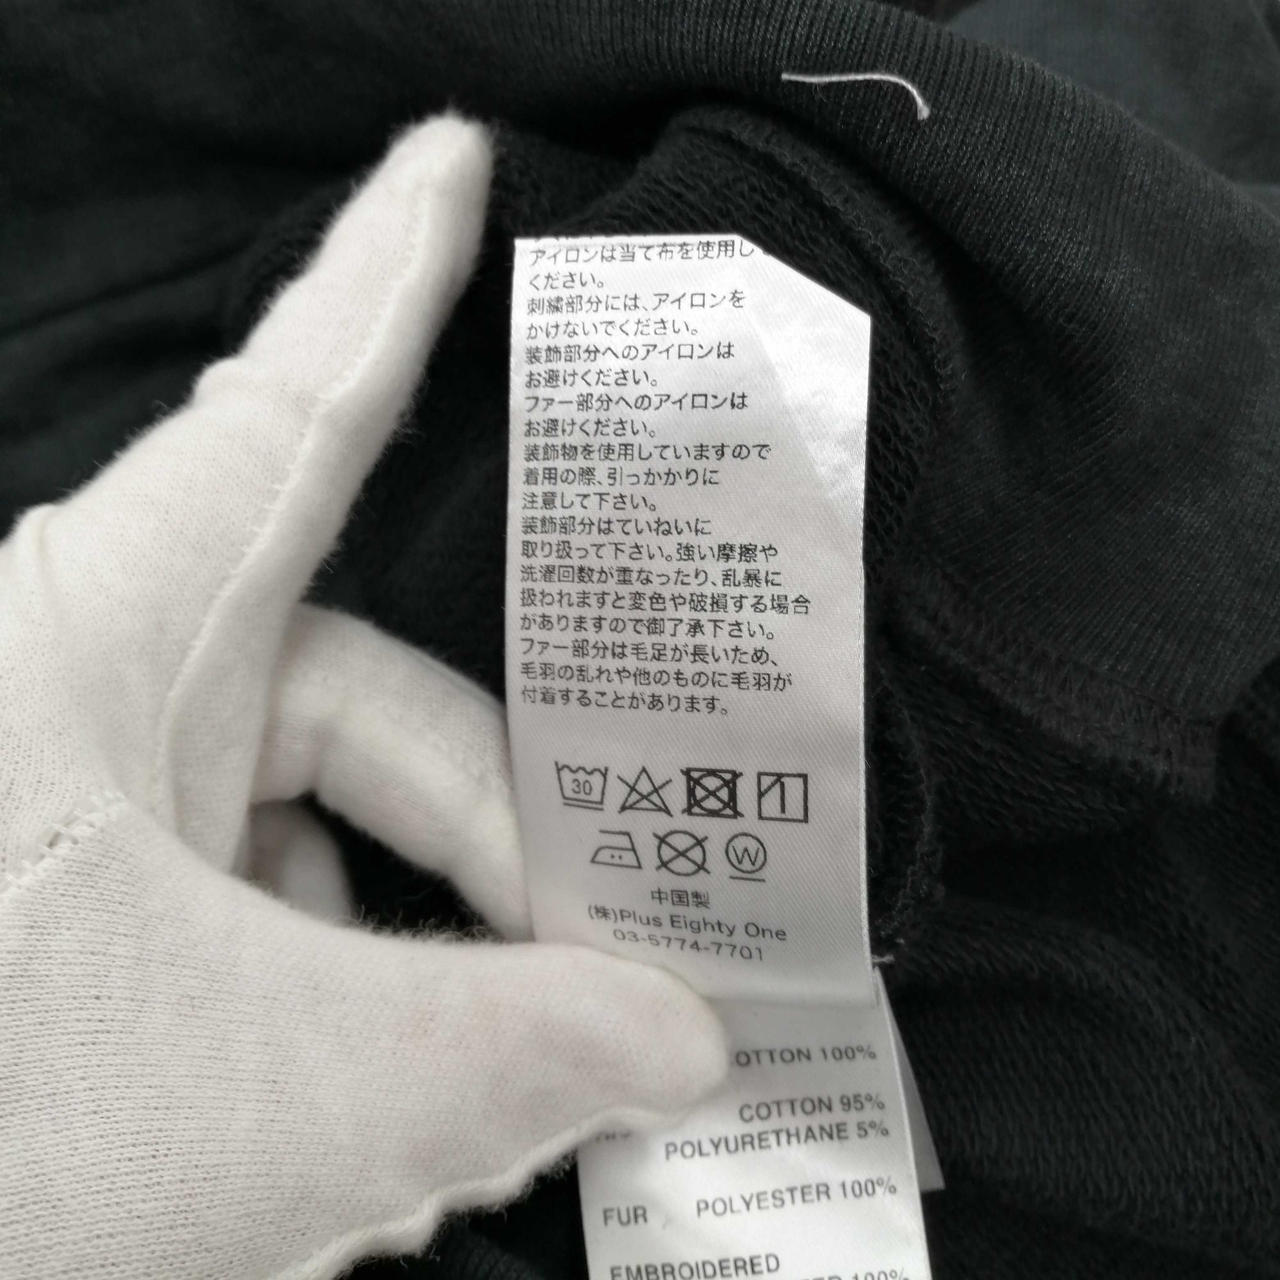 アイロンは当て布を使用し
ください。
刺繍部分には、アイロンを
かけないでください。
装飾部分へのアイロンは
お避けください。
ファー部分へのアイロンは
お避けください。
装飾物を使用していますので
着用の際、引っかかりに
注意して下さい。
装飾部分はていねいに
取り扱って下さい。強い摩擦や
洗濯回数が重なったり、乱暴に
扱われますと変色や破損する場合
がありますので御了承下さい。
ファー部分は毛足が長いため、
毛羽の乱れや他のものに毛羽が
付着することがあります。
30
W
中国製
(株)Plus Eighty One
03-5774-7701
OTTON 100%
COTTON 95%
POLYURETHANE 5%
FUR POLYESTER 100%
EMBROIDERED
100%